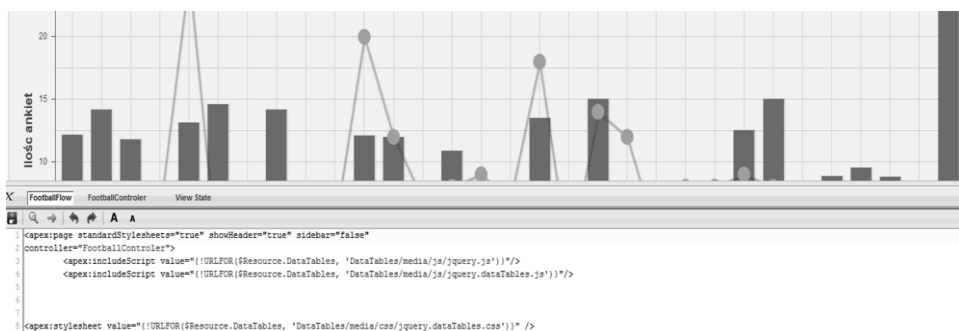 20
15
10
Ilośc ankiet
FootballFlow FootballControler View State
A A
1 <apex:page standardStylesheets="true" showHeader="true" sidebar="false"
2 controller="FootballControler">
3 <apex:includeScript value="{!URLFOR($Resource.DataTables, 'DataTables/media/js/jquery.js')}"/>
4 <apex:includeScript value="{!URLFOR($Resource.DataTables, 'DataTables/media/js/jquery.dataTables.js')}"/>
5
6
7
8 <apex:stylesheet value="{!URLFOR($Resource.DataTables, 'DataTables/media/css/jquery.dataTables.css')}" />